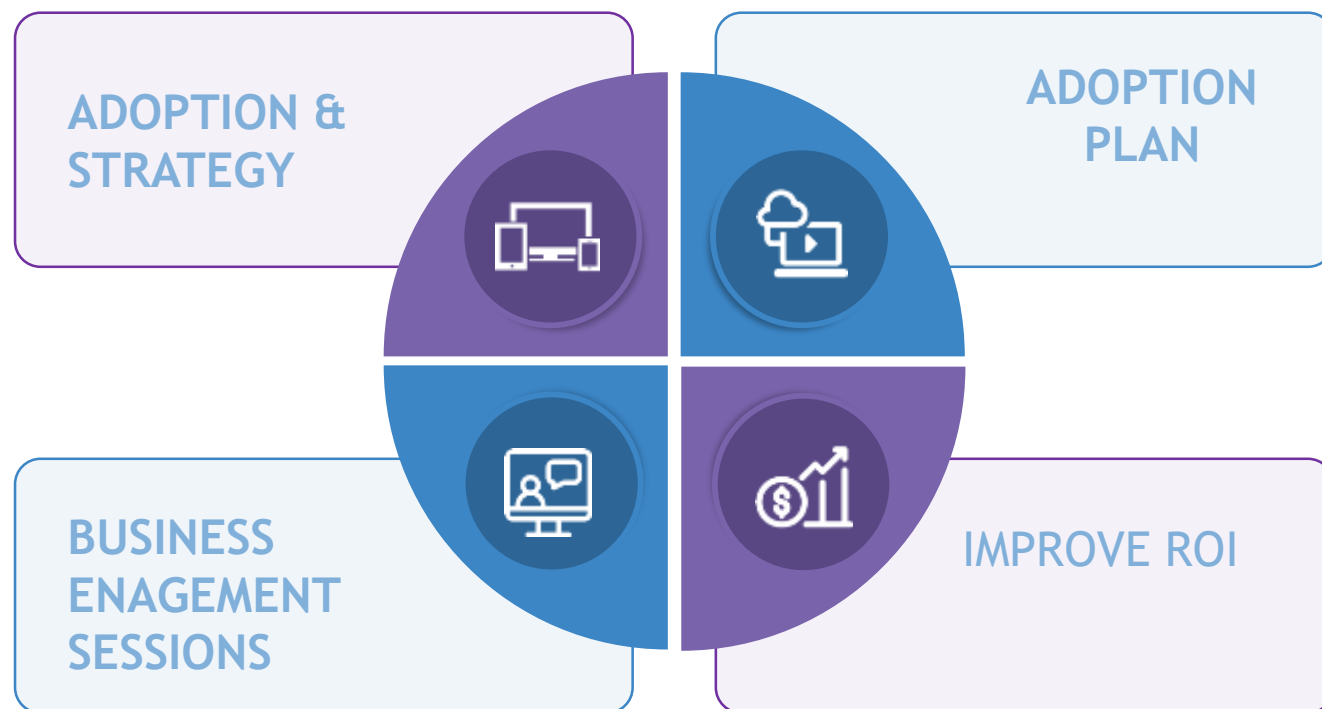 ADOPTION &
STRATEGY
ADOPTION
PLAN
BUSINESS
ENAGEMENT
SESSIONS
$
IMPROVE ROI